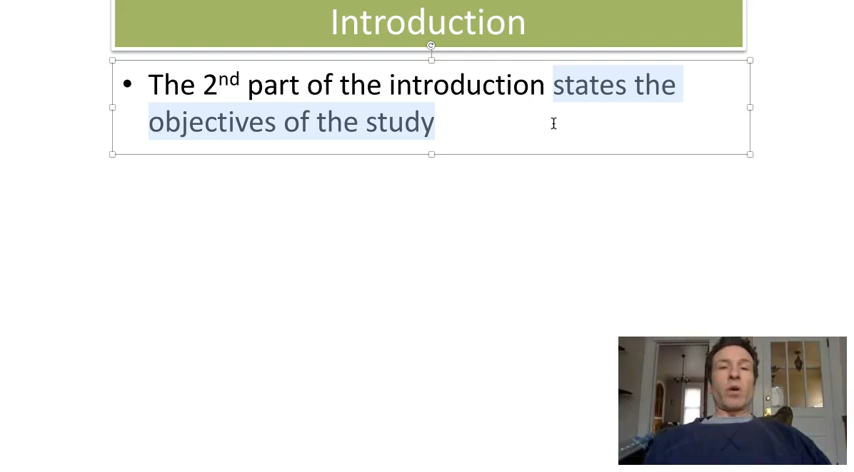 Introduction
• The 2nd part of the introduction states the
objectives of the study